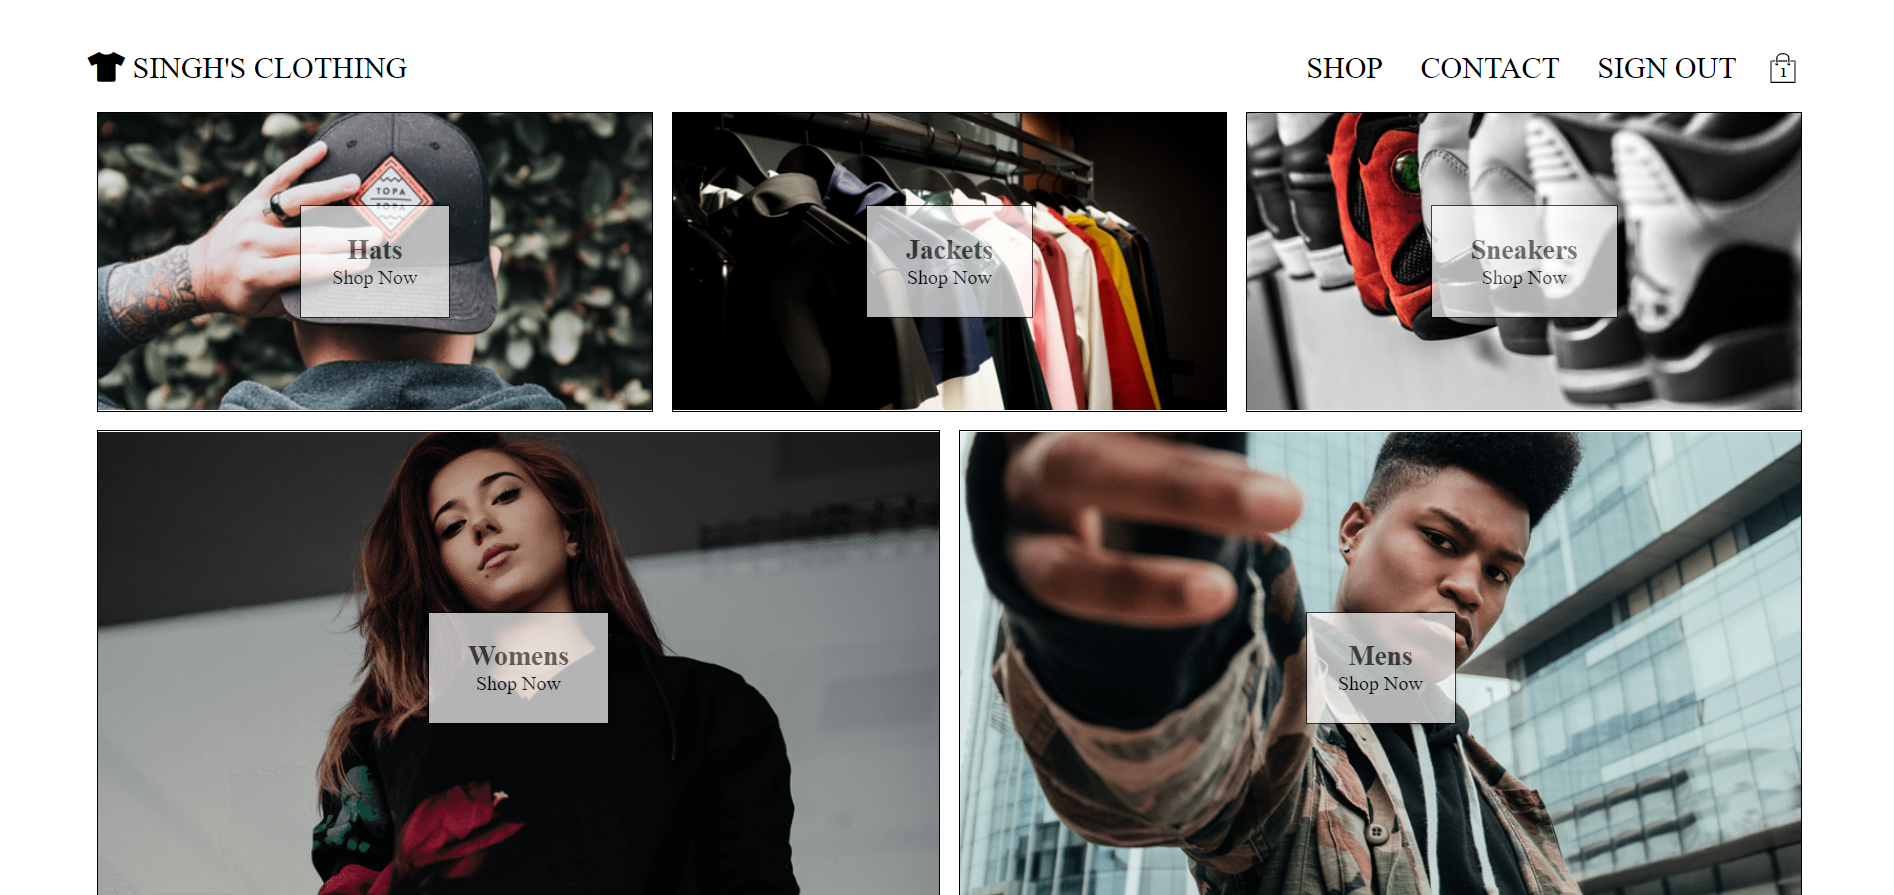 SINGH'S CLOTHING
SHOP CONTACT SIGN OUT 1
TOPA
TOPA
Hats
Shop Now
Jackets
Shop Now
Sneakers
Shop Now
Womens
Shop Now
Mens
Shop Now